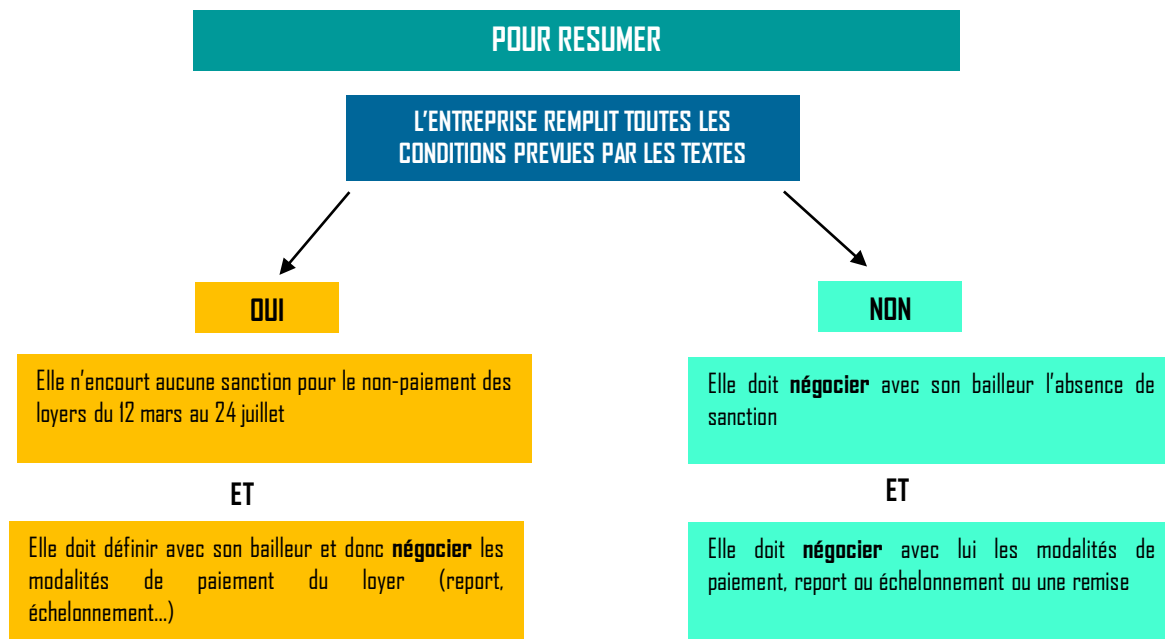 POUR RESUMER
L'ENTREPRISE REMPLIT TOUTES LES
CONDITIONS PREVUES PAR LES TEXTES
OUI
Elle n'encourt aucune sanction pour le non-paiement des
loyers du 12 mars au 24 juillet
ET
Elle doit définir avec son bailleur et donc négocier les
modalités de paiement du loyer (report,
échelonnement...)
NON
Elle doit négocier avec son bailleur l'absence de
sanction
ET
Elle doit négocier avec lui les modalités de
paiement, report ou échelonnement ou une remise